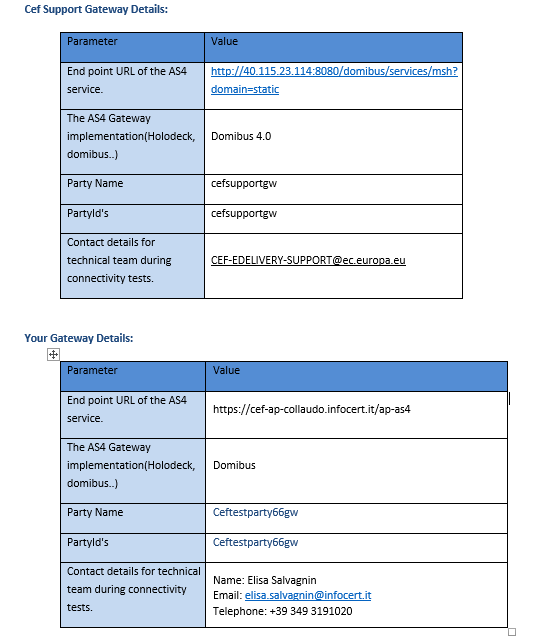 Cef Support Gateway Details:
Parameter
Value
End point URL of the AS4
service.
http://40.115.23.114:8080/domibus/services/msh?
domain=static
The AS4 Gateway
implementation(Holodeck,
domibus..)
Domibus 4.0
Party Name
cefsupportgw
PartyId's
cefsupportgw
Contact details for
technical team during
connectivity tests.
CEF-EDELIVERY-SUPPORT@ec.europa.eu
Your Gateway Details:
Parameter
Value
End point URL of the AS4
service.
https://cef-ap-collaudo.infocert.it/ap-as4
The AS4 Gateway
implementation(Holodeck,
domibus..)
Domibus
Party Name
Ceftestparty66gw
PartyId's
Ceftestparty66gw
Contact details for technical
team during connectivity
tests.
Name: Elisa Salvagnin
Email: elisa.salvagnin@infocert.it
Telephone: +39 349 3191020